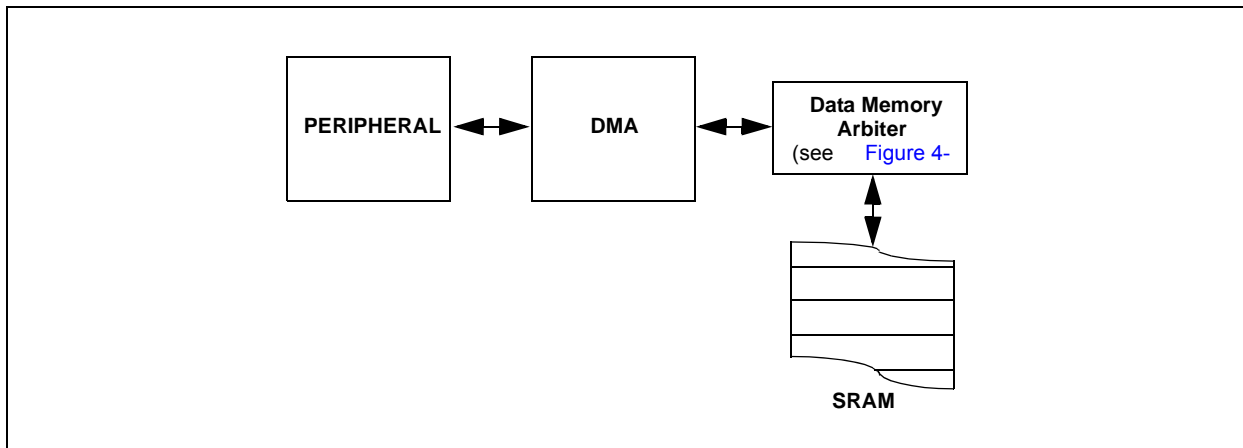 PERIPHERAL
DMA
Data Memory
Arbiter
(see Figure 4-
SRAM